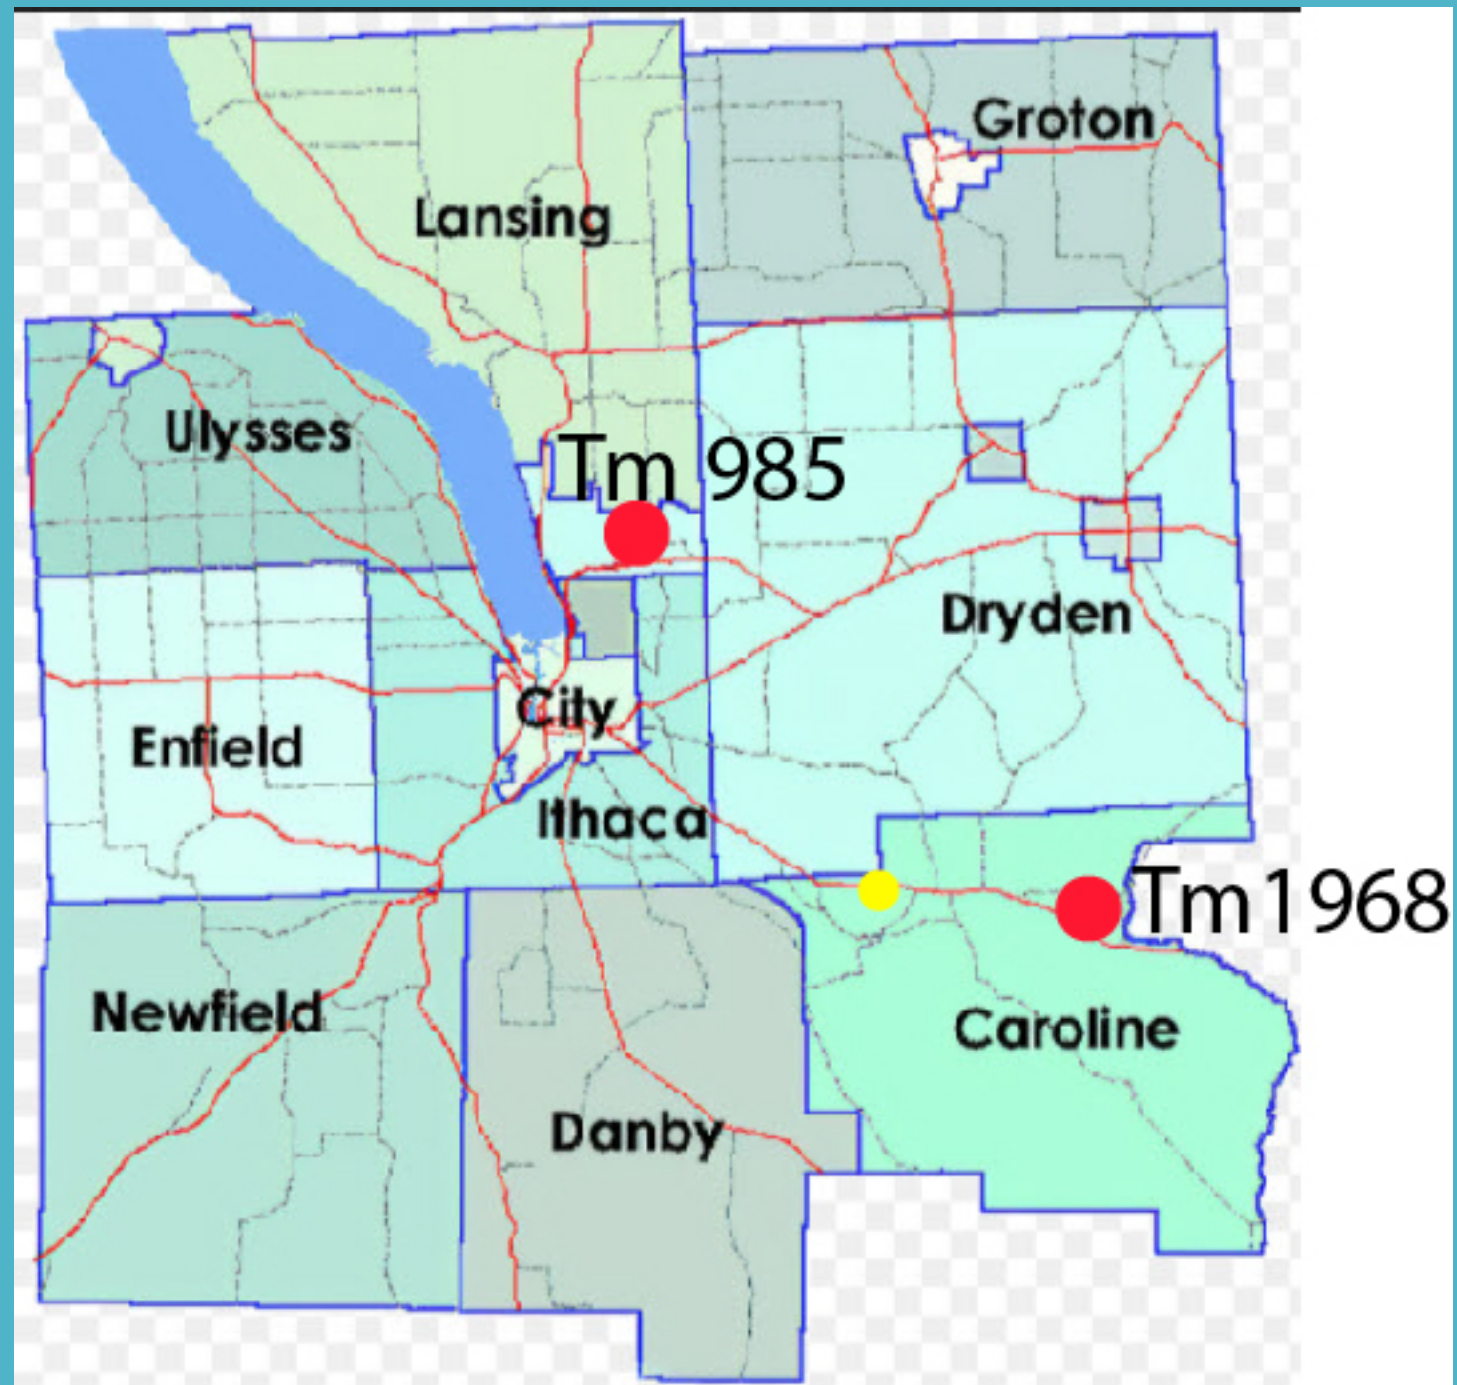 Groton
Lansing
Ulysses
Tm 985
Dryden
City
Enfield
Ithaca
Tm1968
Newfield
Caroline
Danby